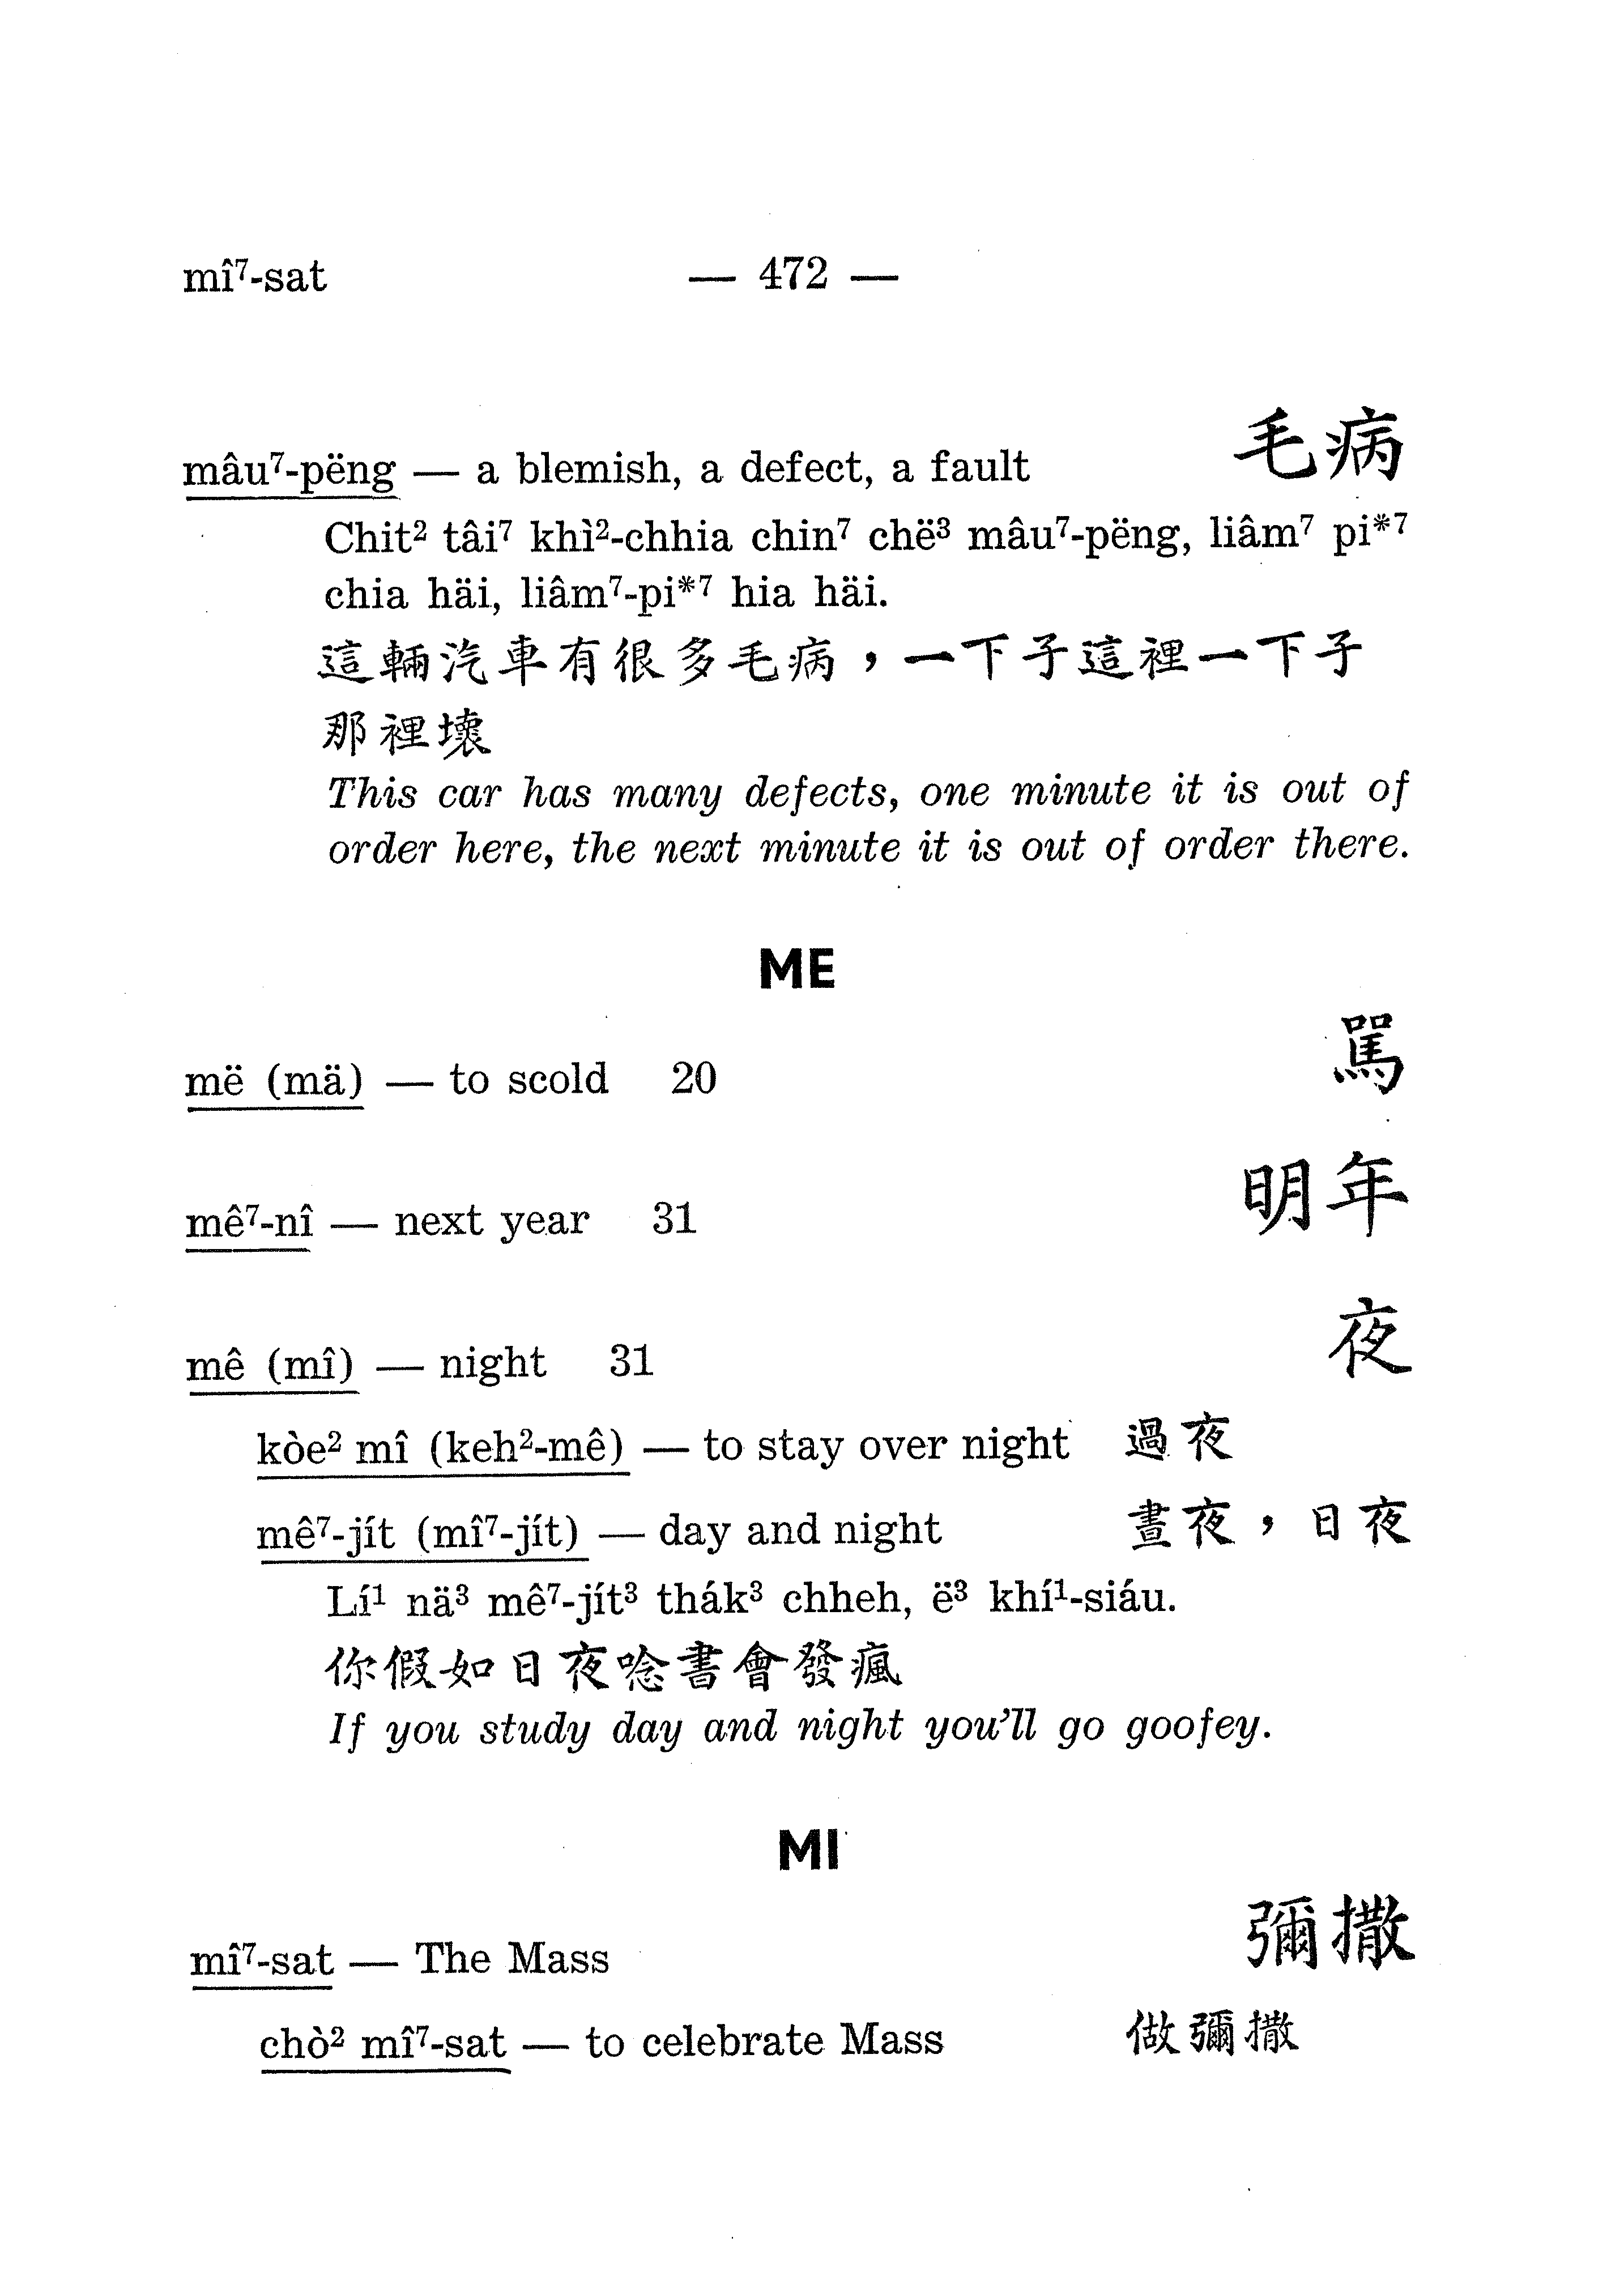 mî⁷-sat — 472 —
mâu⁷-pëng — a blemish, a defect, a fault 毛病
Chit² tâi⁷ khì²-chhia chin⁷ chë³ mâu⁷-pëng, liâm⁷ pi*⁷
chia häi, liâm⁷-pi*⁷ hia häi.
這輛汽車有很多毛病，一下子這裡一下子
那裡壞
This car has many defects, one minute it is out of
order here, the next minute it is out of order there.
ME
më (mä) — to scold 20 罵
mê⁷-nî — next year 31 明年
mê (mî) — night 31 夜
kòe² mî (keh²-mê) — to stay over night 過夜
mê⁷-jít (mî⁷-jít) — day and night 晝夜，日夜
Lí¹ nä³ mê⁷-jít³ thák³ chheh, ë³ khí¹-siáu.
你假如日夜唸書會發瘋
If you study day and night you'll go goofey.
MI
mî⁷-sat — The Mass 彌撒
chò² mî⁷-sat — to celebrate Mass 做彌撒